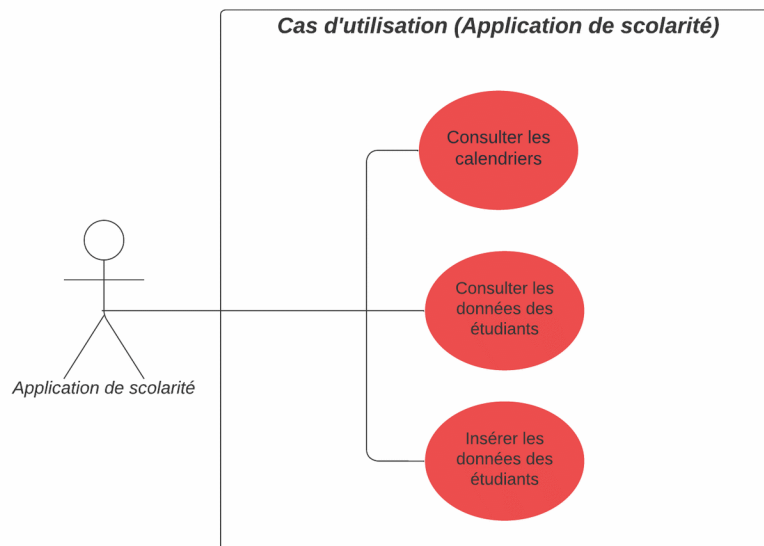 Cas d'utilisation (Application de scolarité)
Consulter les
calendriers
Consulter les
données des
étudiants
Application de scolarité
Insérer les
données des
étudiants